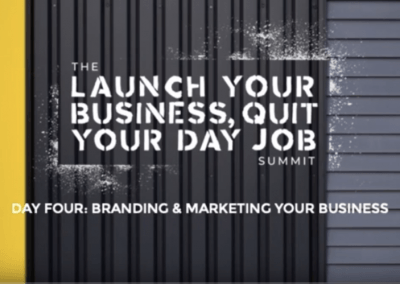 THE
LAUNCH YOUR
BUSINESS, QUIT
YOUR DAY JOB
SUMMIT
DAY FOUR: BRANDING & MARKETING YOUR BUSINESS